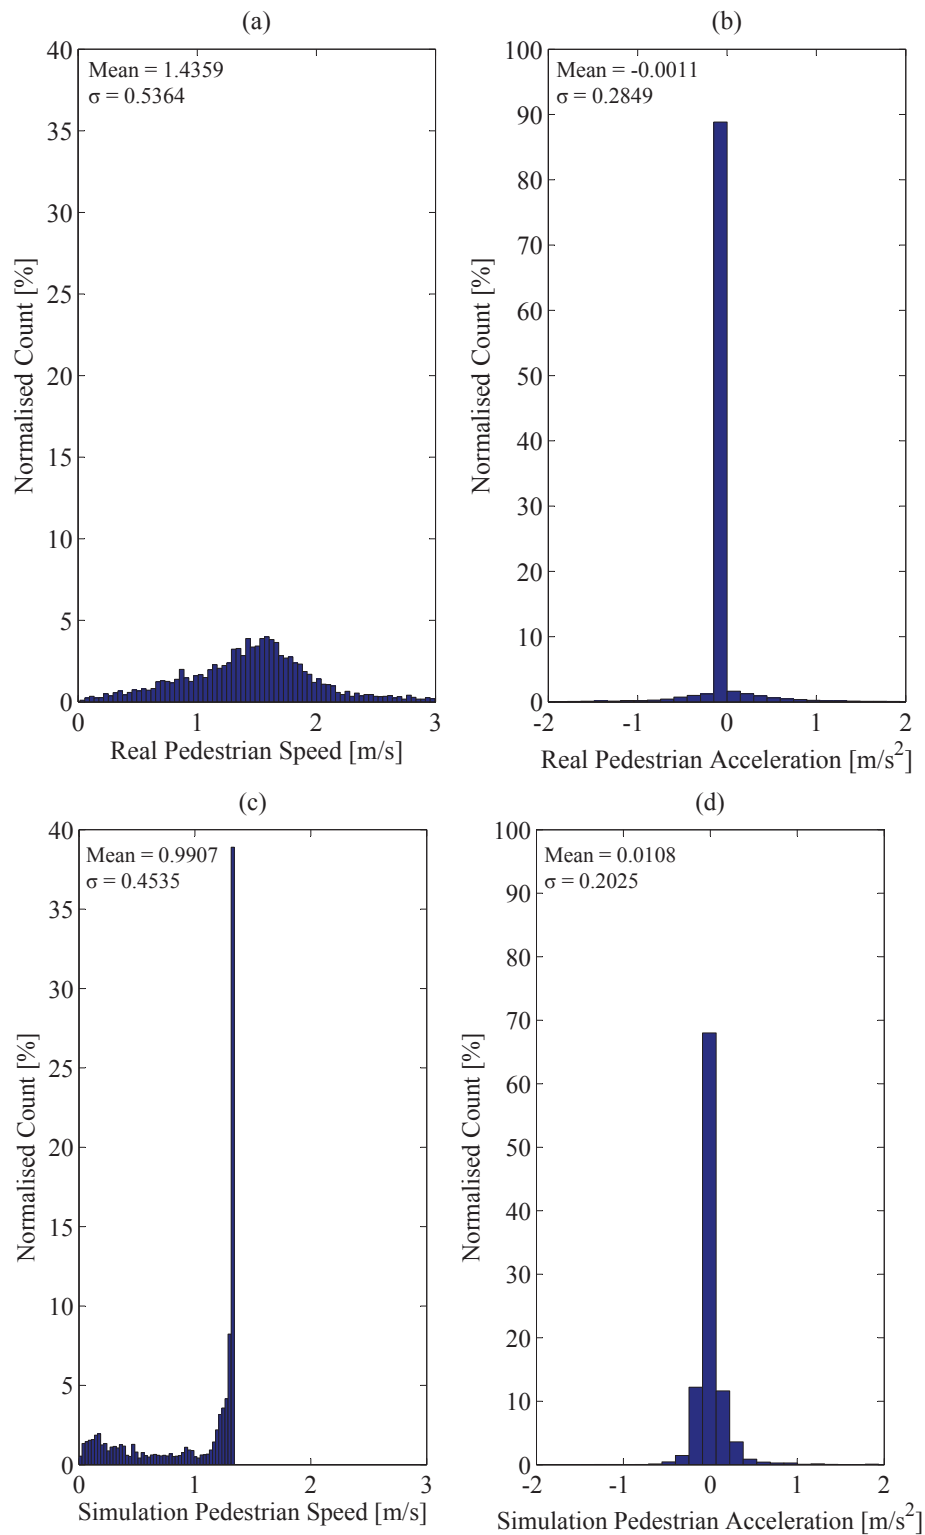 (a)
40
35
30
25
20
15
10
5
0
Normalised Count [%]
Mean = 1.4359
σ = 0.5364
0 1 2 3
Real Pedestrian Speed [m/s]
(b)
100
90
80
70
60
50
40
30
20
10
0
Normalised Count [%]
Mean = -0.0011
σ = 0.2849
-2 -1 0 1 2
Real Pedestrian Acceleration [m/s²]
(c)
40
35
30
25
20
15
10
5
0
Normalised Count [%]
Mean = 0.9907
σ = 0.4535
0 1 2 3
Simulation Pedestrian Speed [m/s]
(d)
100
90
80
70
60
50
40
30
20
10
0
Normalised Count [%]
Mean = 0.0108
σ = 0.2025
-2 -1 0 1 2
Simulation Pedestrian Acceleration [m/s²]